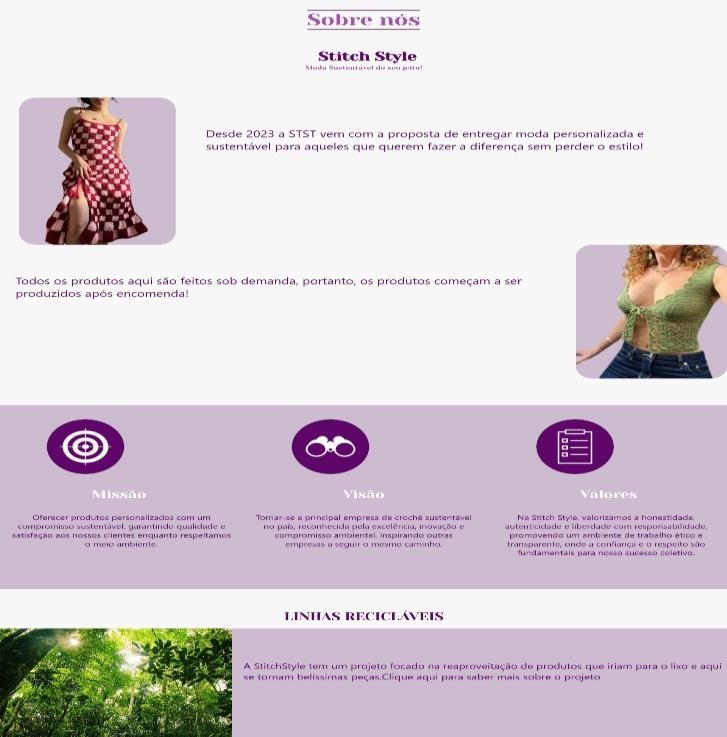 Sobre nós
Stitch Style
Moda Sustentável do seu jeito!
Desde 2023 a STST vem com a proposta de entregar moda personalizada e
sustentável para aqueles que querem fazer a diferença sem perder o estilo!
Todos os produtos aqui são feitos sob demanda, portanto, os produtos começam a ser
produzidos após encomenda!
Missão
Oferecer produtos personalizados com um
compromisso sustentável, garantindo qualidade e
satisfação aos nossos clientes enquanto respeitamos
o meio ambiente.
Visão
Tornar-se a principal empresa de crochê sustentável
no país, reconhecida pela excelência, inovação e
compromisso ambiental, inspirando outras
empresas a seguir o mesmo caminho.
Valores
Na Stitch Style, valorizamos a honestidade,
autenticidade e liberdade com responsabilidade,
promovendo um ambiente de trabalho ético e
transparente, onde a confiança e o respeito são
fundamentais para nosso sucesso coletivo.
LINHAS RECICLÁVEIS
A StitchStyle tem um projeto focado na reaproveitação de produtos que iriam para o lixo e aqui
se tornam belíssimas peças.Clique aqui para saber mais sobre o projeto